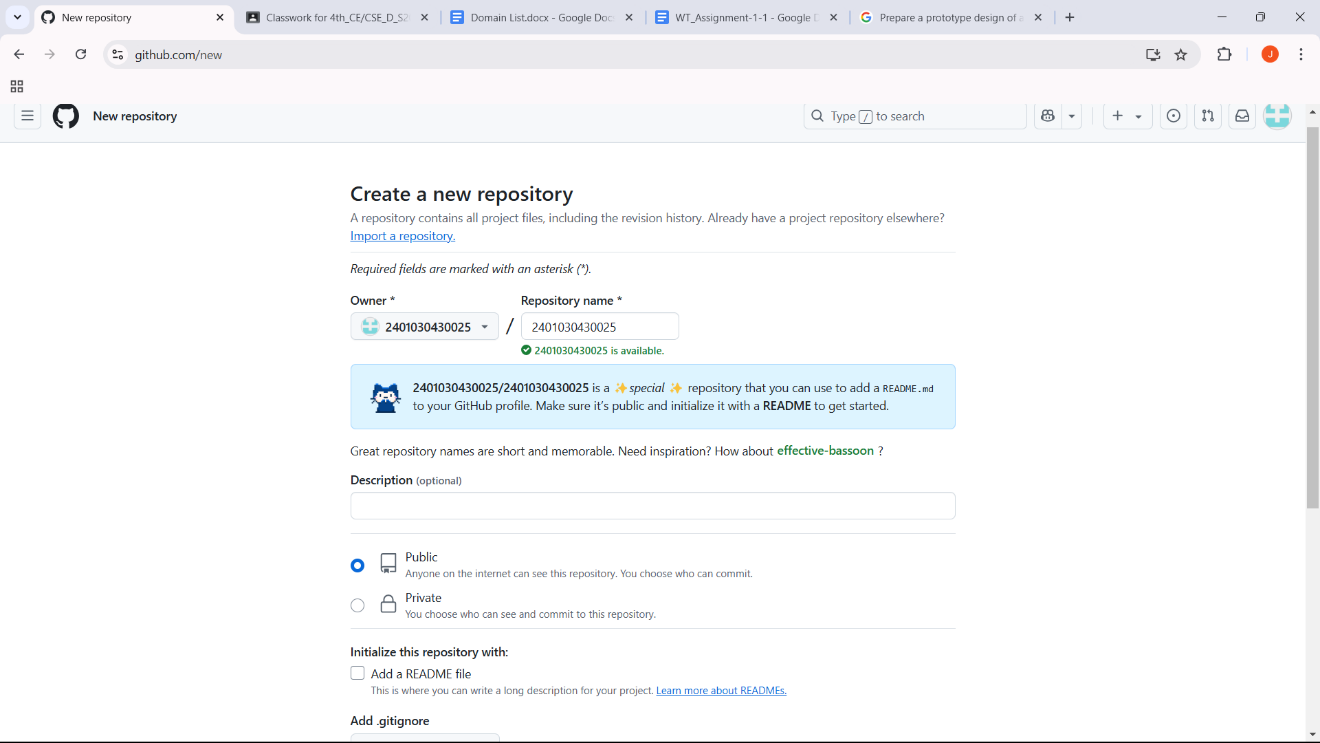 New repository
Classwork for 4th_CE/CSE_D_S2
Domain List.docx - Google Doc
WT_Assignment-1-1 - Google D
Prepare a prototype design of a
github.com/new
J
New repository
Type / to search
Create a new repository
A repository contains all project files, including the revision history. Already have a project repository elsewhere?
Import a repository.
Required fields are marked with an asterisk (*).
Owner *
Repository name *
2401030430025
/
2401030430025
2401030430025 is available.
2401030430025/2401030430025 is a ✨special ✨ repository that you can use to add a README.md
to your GitHub profile. Make sure it's public and initialize it with a README to get started.
Great repository names are short and memorable. Need inspiration? How about effective-bassoon ?
Description (optional)
Public
Anyone on the internet can see this repository. You choose who can commit.
Private
You choose who can see and commit to this repository.
Initialize this repository with:
Add a README file
This is where you can write a long description for your project. Learn more about READMEs.
Add .gitignore